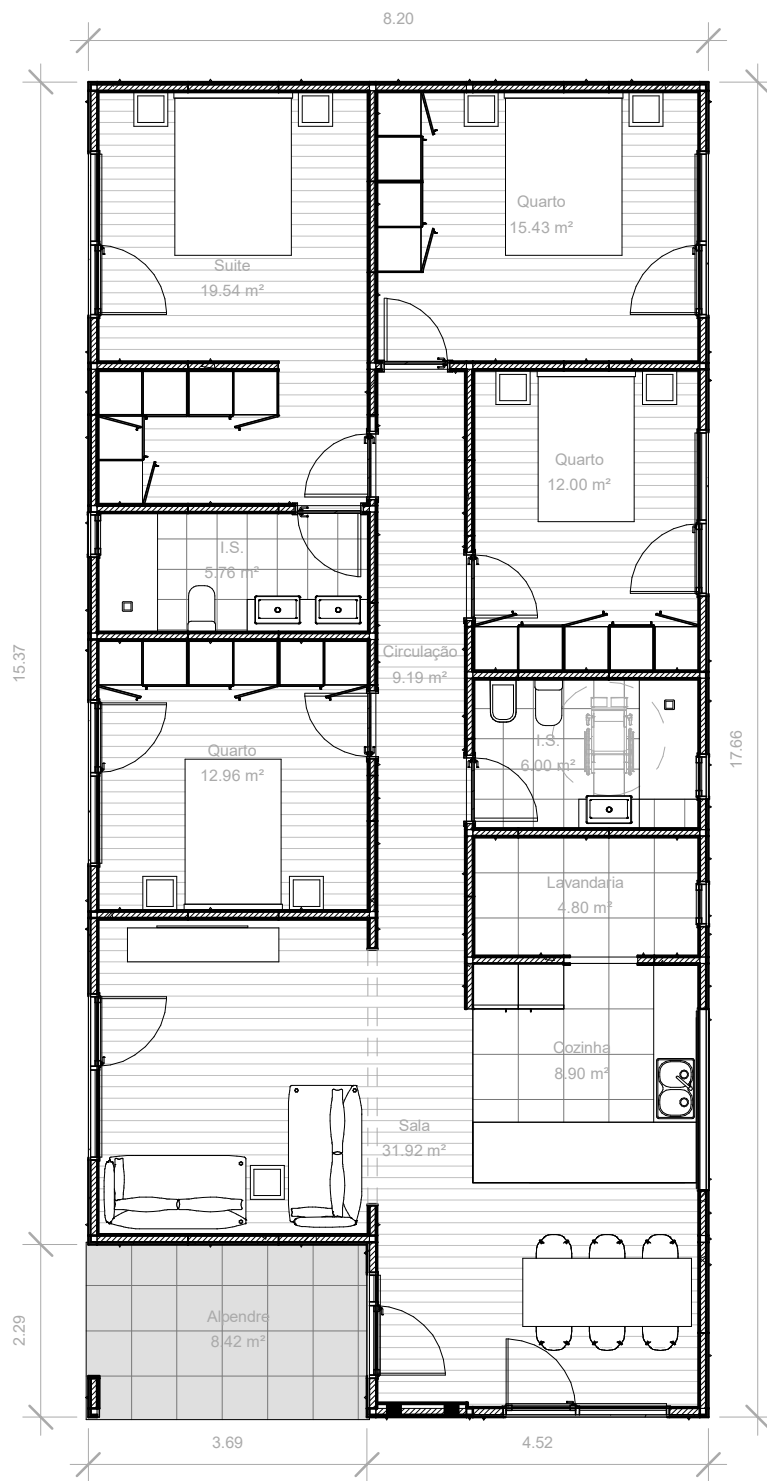 8.20
Quarto
15.43 m²
Suite
19.54 m²
Quarto
12.00 m²
I.S.
5.76 m²
Circulação
9.19 m²
15.37
17.66
I.S.
6.00 m²
Quarto
12.96 m²
Lavandaria
4.80 m²
Cozinha
8.90 m²
Sala
31.92 m²
Alpendre
8.42 m²
2.29
3.69
4.52